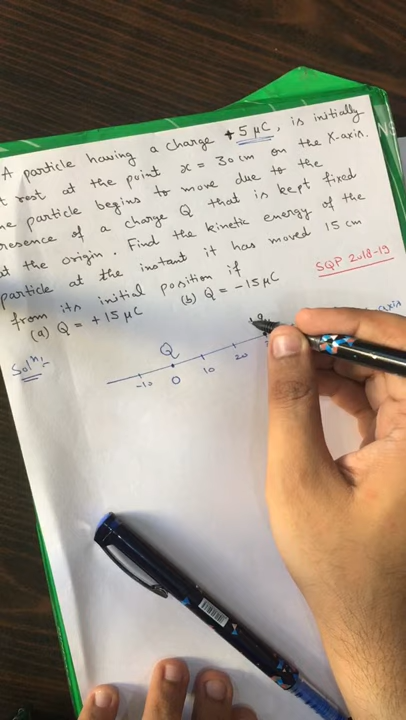 A particle having a charge +5 μC, is initially
t rest at the point x = 30 cm on the X-axis.
he particle begins to move due to the
resence of a charge Q that is kept fixed
at the origin. Find the kinetic energy of the
particle at the instant it has moved 15 cm
from its initial position if
SQP 2018-19
(a) Q = +15 μC (b) Q = -15 μC
Solⁿ:-
Q
axis
-10 0 10 20